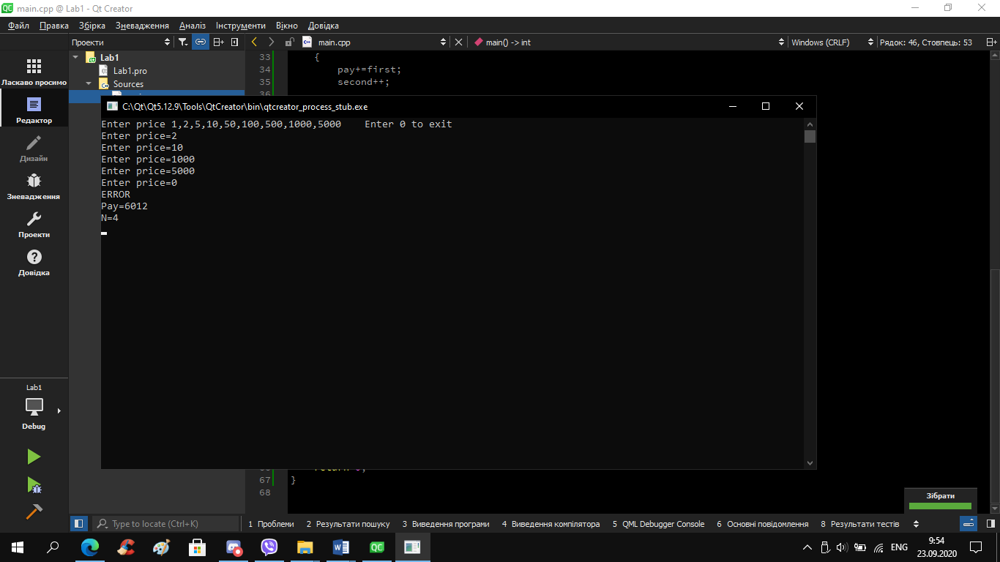 main.cpp @ Lab1 - Qt Creator
Файл Правка Збірка Зневадження Аналіз Інструменти Вікно Довідка
Проекти main.cpp main() -> int Windows (CRLF) Рядок: 46, Стовпець: 53
Ласкаво просимо
Редактор
Дизайн
Зневадження
Проекти
Довідка
Lab1
Debug
Lab1
Lab1.pro
Sources
33 {
34 pay+=first;
35 second++;
C:\Qt\Qt5.12.9\Tools\QtCreator\bin\qtcreator_process_stub.exe
Enter price 1,2,5,10,50,100,500,1000,5000 Enter 0 to exit
Enter price=2
Enter price=10
Enter price=1000
Enter price=5000
Enter price=0
ERROR
Pay=6012
N=4
67 }
68
Зібрати
Type to locate (Ctrl+K) 1 Проблеми 2 Результати пошуку 3 Виведення програми 4 Виведення компілятора 5 QML Debugger Console 6 Основні повідомлення 8 Результати тестів
ENG 9:54
23.09.2020